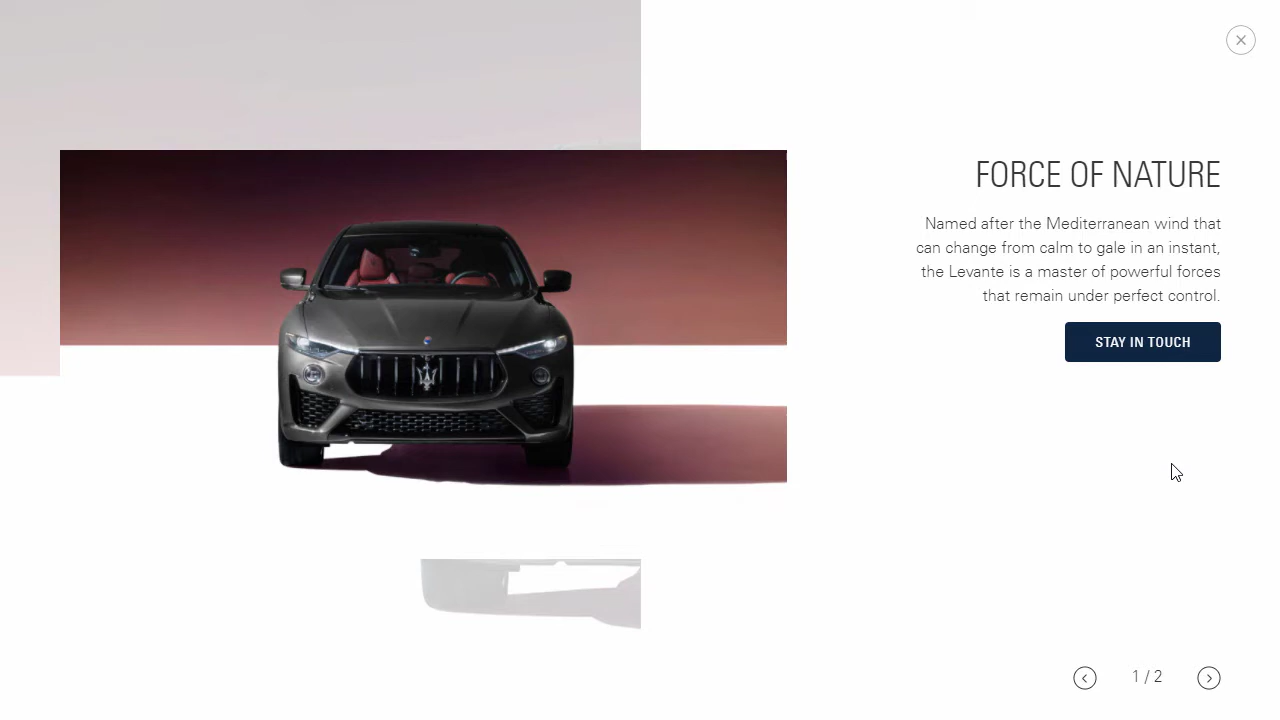 FORCE OF NATURE
Named after the Mediterranean wind that
can change from calm to gale in an instant,
the Levante is a master of powerful forces
that remain under perfect control.
STAY IN TOUCH
1 / 2